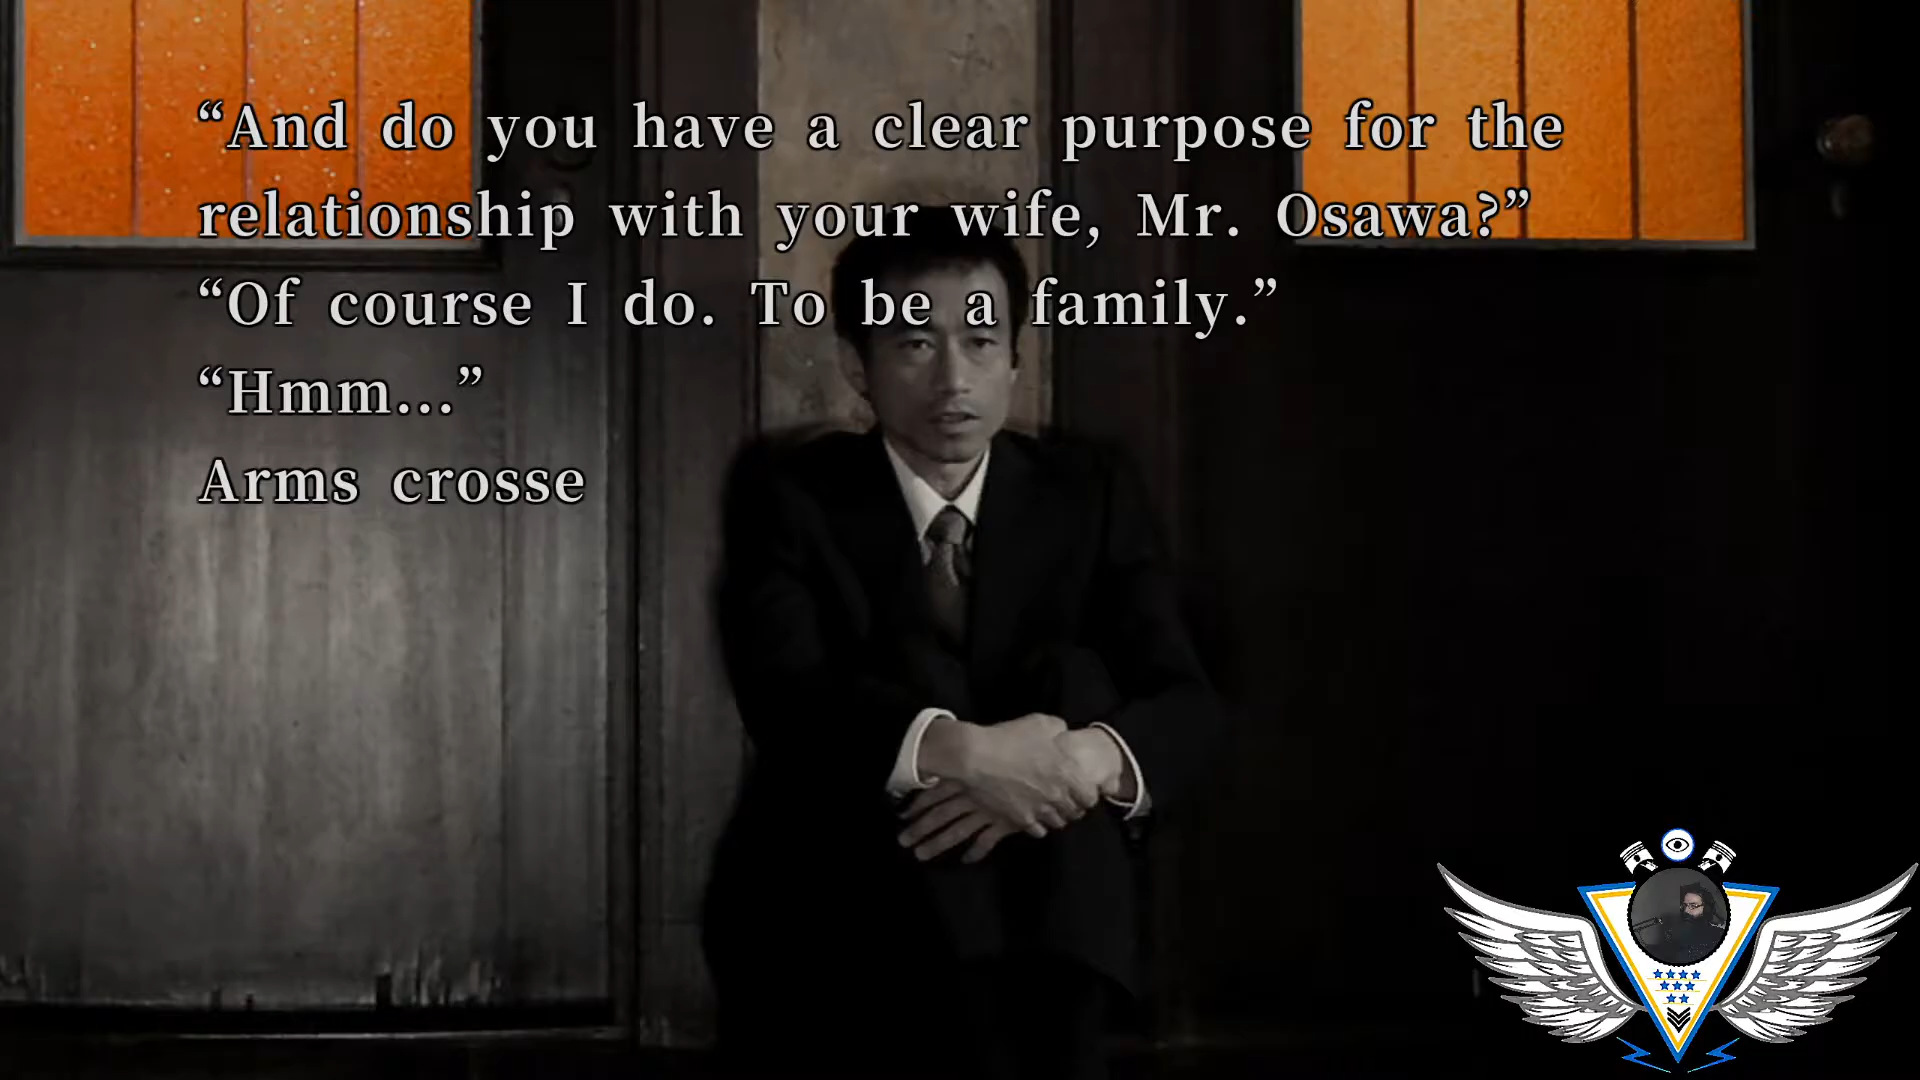 “And do you have a clear purpose for the
relationship with your wife, Mr. Osawa?”
“Of course I do. To be a family.”
“Hmm...”
Arms crosse